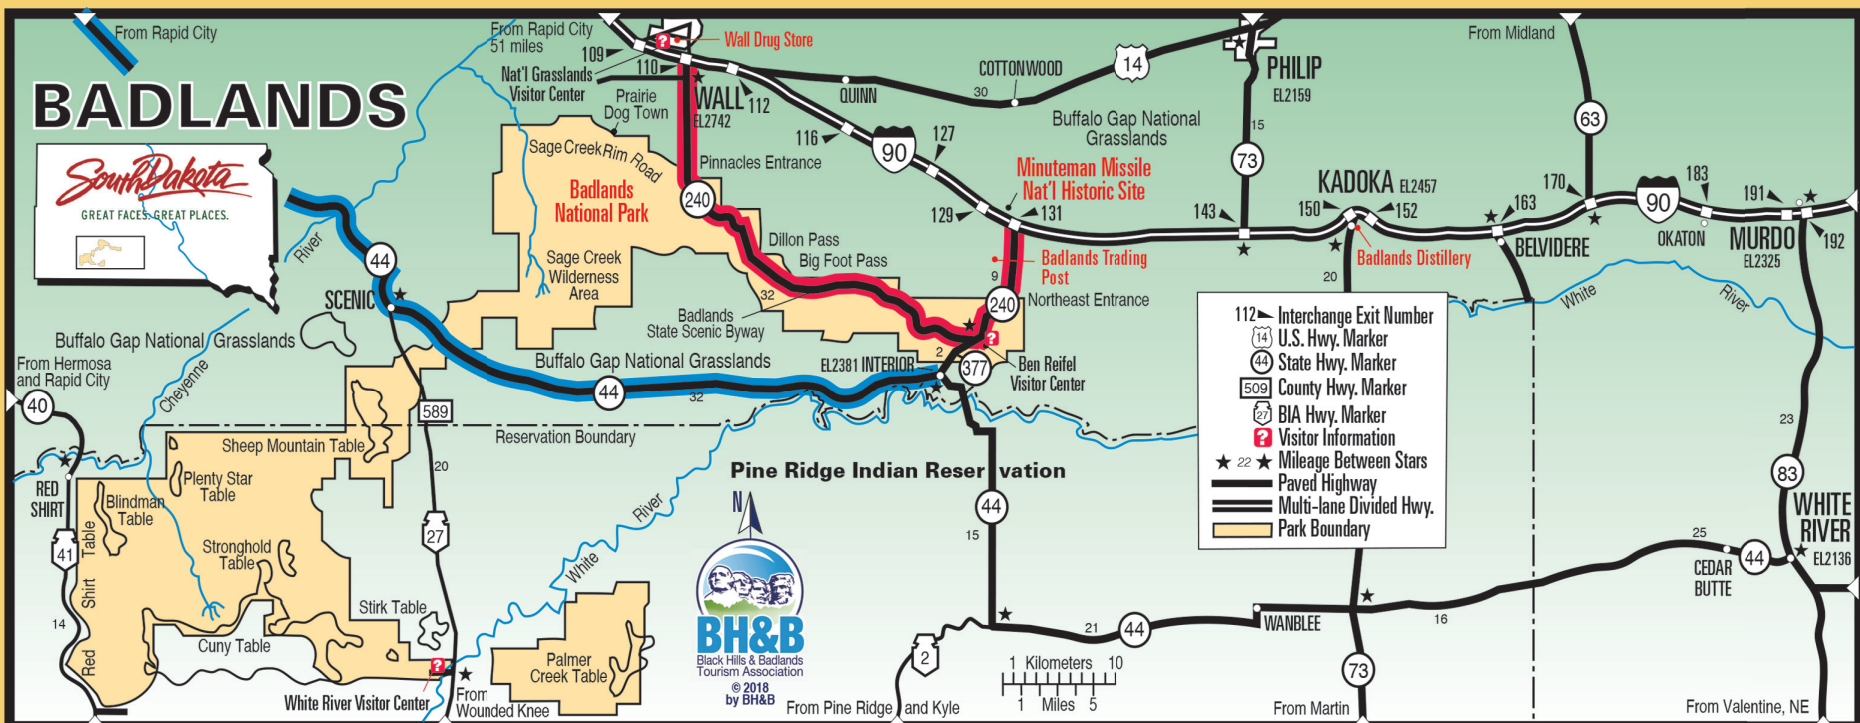 From Rapid City
BADLANDS
South Dakota
GREAT FACES. GREAT PLACES.
From Rapid City
51 miles
109
110
Wall Drug Store
Nat'l Grasslands
Visitor Center
WALL
EL2742
112
Prairie
Dog Town
QUINN
30
COTTONWOOD
14
PHILIP
EL2159
15
73
From Midland
63
Buffalo Gap National
Grasslands
116
90
127
129
Minuteman Missile
Nat'l Historic Site
131
143
KADOKA EL2457
150
152
163
170
90
183
191
192
OKATON
MURDO
EL2325
BELVIDERE
Badlands Distillery
20
Sage Creek Rim Road
Pinnacles Entrance
Badlands
National Park
240
Dillon Pass
Big Foot Pass
Sage Creek
Wilderness
Area
32
Badlands
State Scenic Byway
Badlands Trading
Post
9
240
Northeast Entrance
River
44
SCENIC
Buffalo Gap National Grasslands
From Hermosa
and Rapid City
40
Cheyenne
Buffalo Gap National Grasslands
44
32
EL2381 INTERIOR
2
377
Ben Reifel
Visitor Center
White
River
112 Interchange Exit Number
14 U.S. Hwy. Marker
44 State Hwy. Marker
509 County Hwy. Marker
27 BIA Hwy. Marker
? Visitor Information
★ 22 ★ Mileage Between Stars
Paved Highway
Multi-lane Divided Hwy.
Park Boundary
589
Reservation Boundary
Sheep Mountain Table
20
Pine Ridge Indian Reservation
RED
SHIRT
Plenty Star
Table
Blindman
Table
41
Red Shirt Table
14
Stronghold
Table
27
Stirk Table
Cuny Table
White River Visitor Center
?
From
Wounded Knee
White
River
Palmer
Creek Table
N
BH&B
Black Hills & Badlands
Tourism Association
© 2018
by BH&B
44
15
2
From Pine Ridge and Kyle
21
44
1 Kilometers 10
1 Miles 5
WANBLEE
73
From Martin
16
25
CEDAR
BUTTE
44
23
83
WHITE
RIVER
EL2136
From Valentine, NE